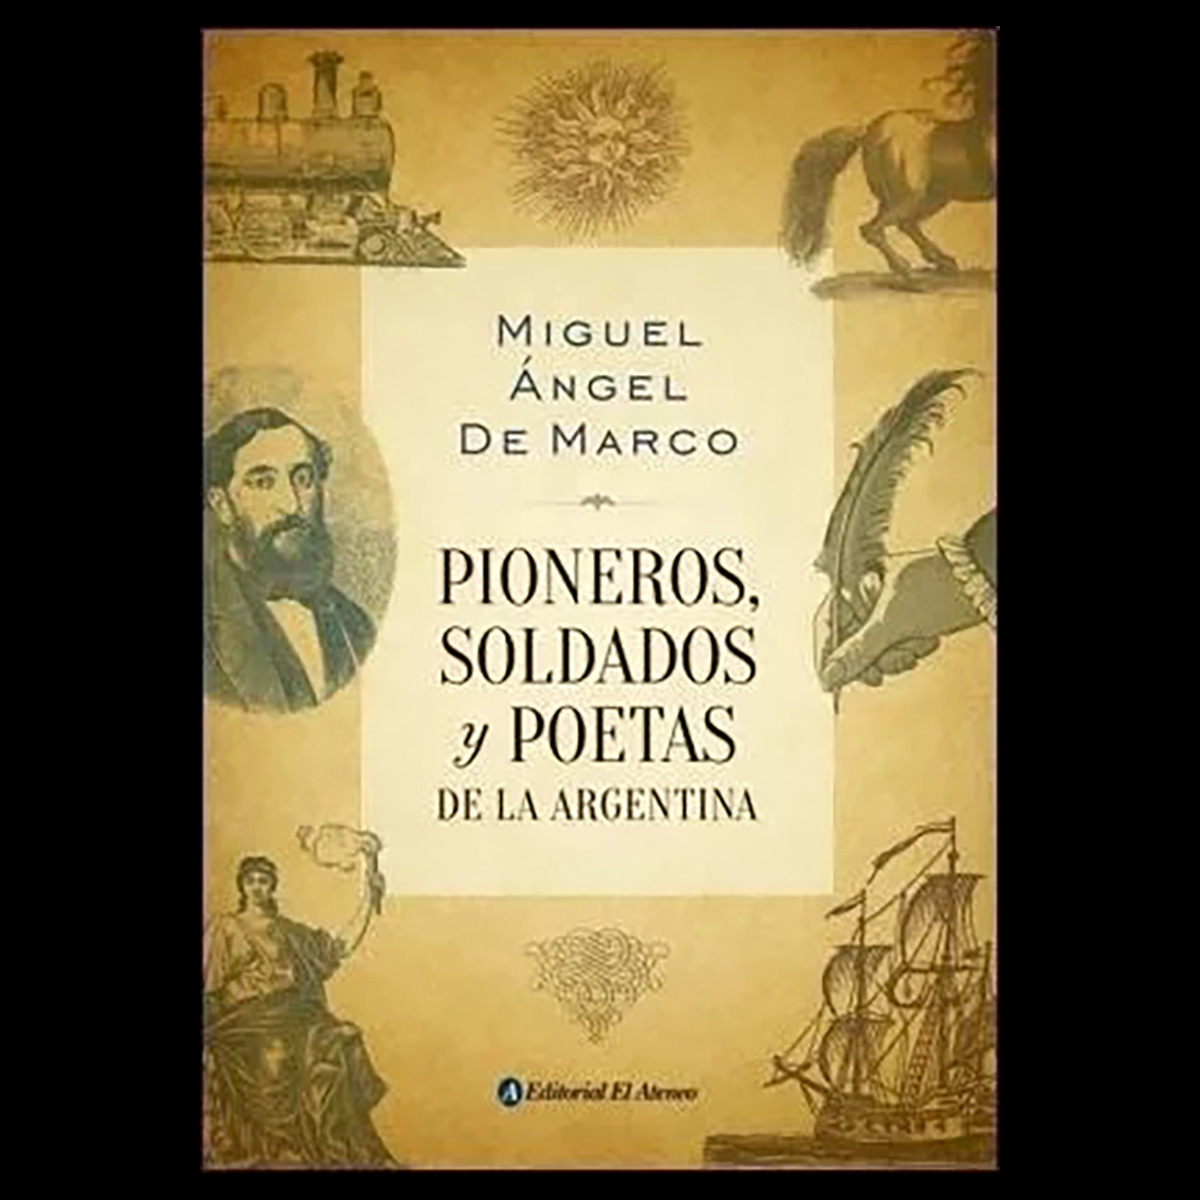 MIGUEL
ÁNGEL
DE MARCO
PIONEROS,
SOLDADOS
y POETAS
DE LA ARGENTINA
A Editorial El Ateneo